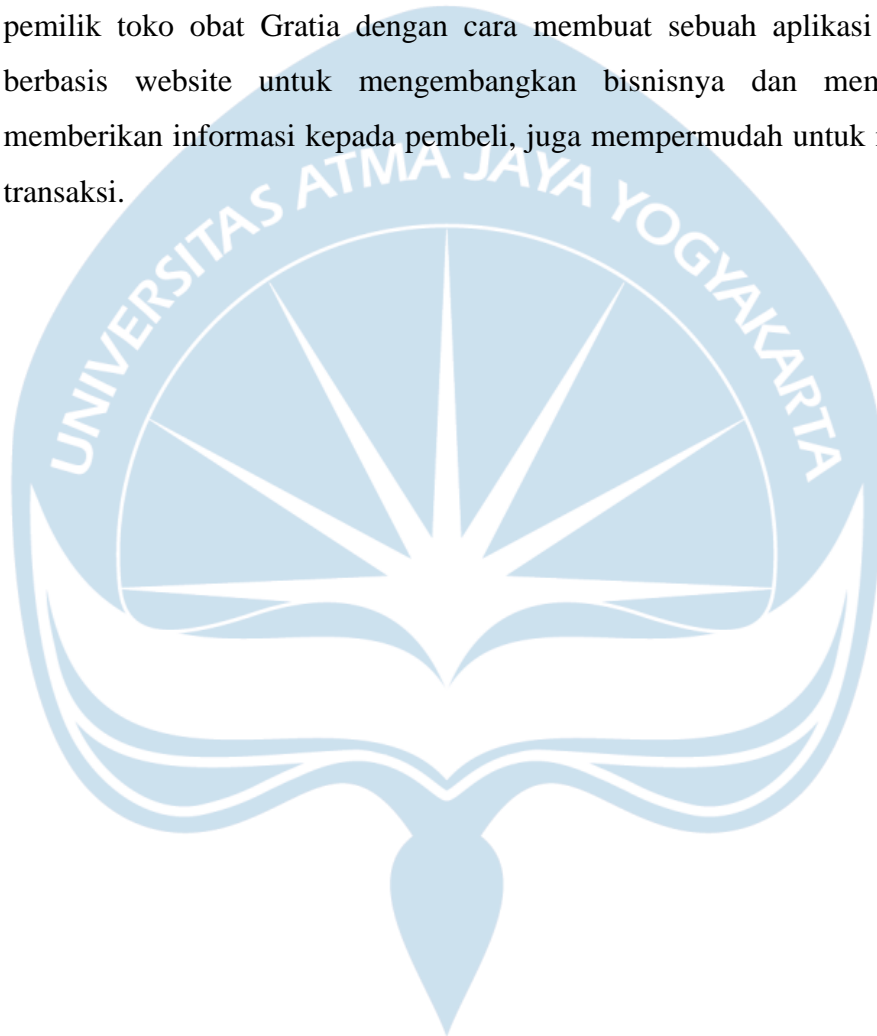 pemilik toko obat Gratia dengan cara membuat sebuah aplikasi
berbasis website untuk mengembangkan bisnisnya dan
memberikan informasi kepada pembeli, juga mempermudah untuk
transaksi.
UNIVERSITAS ATMA JAYA YOGYAKARTA